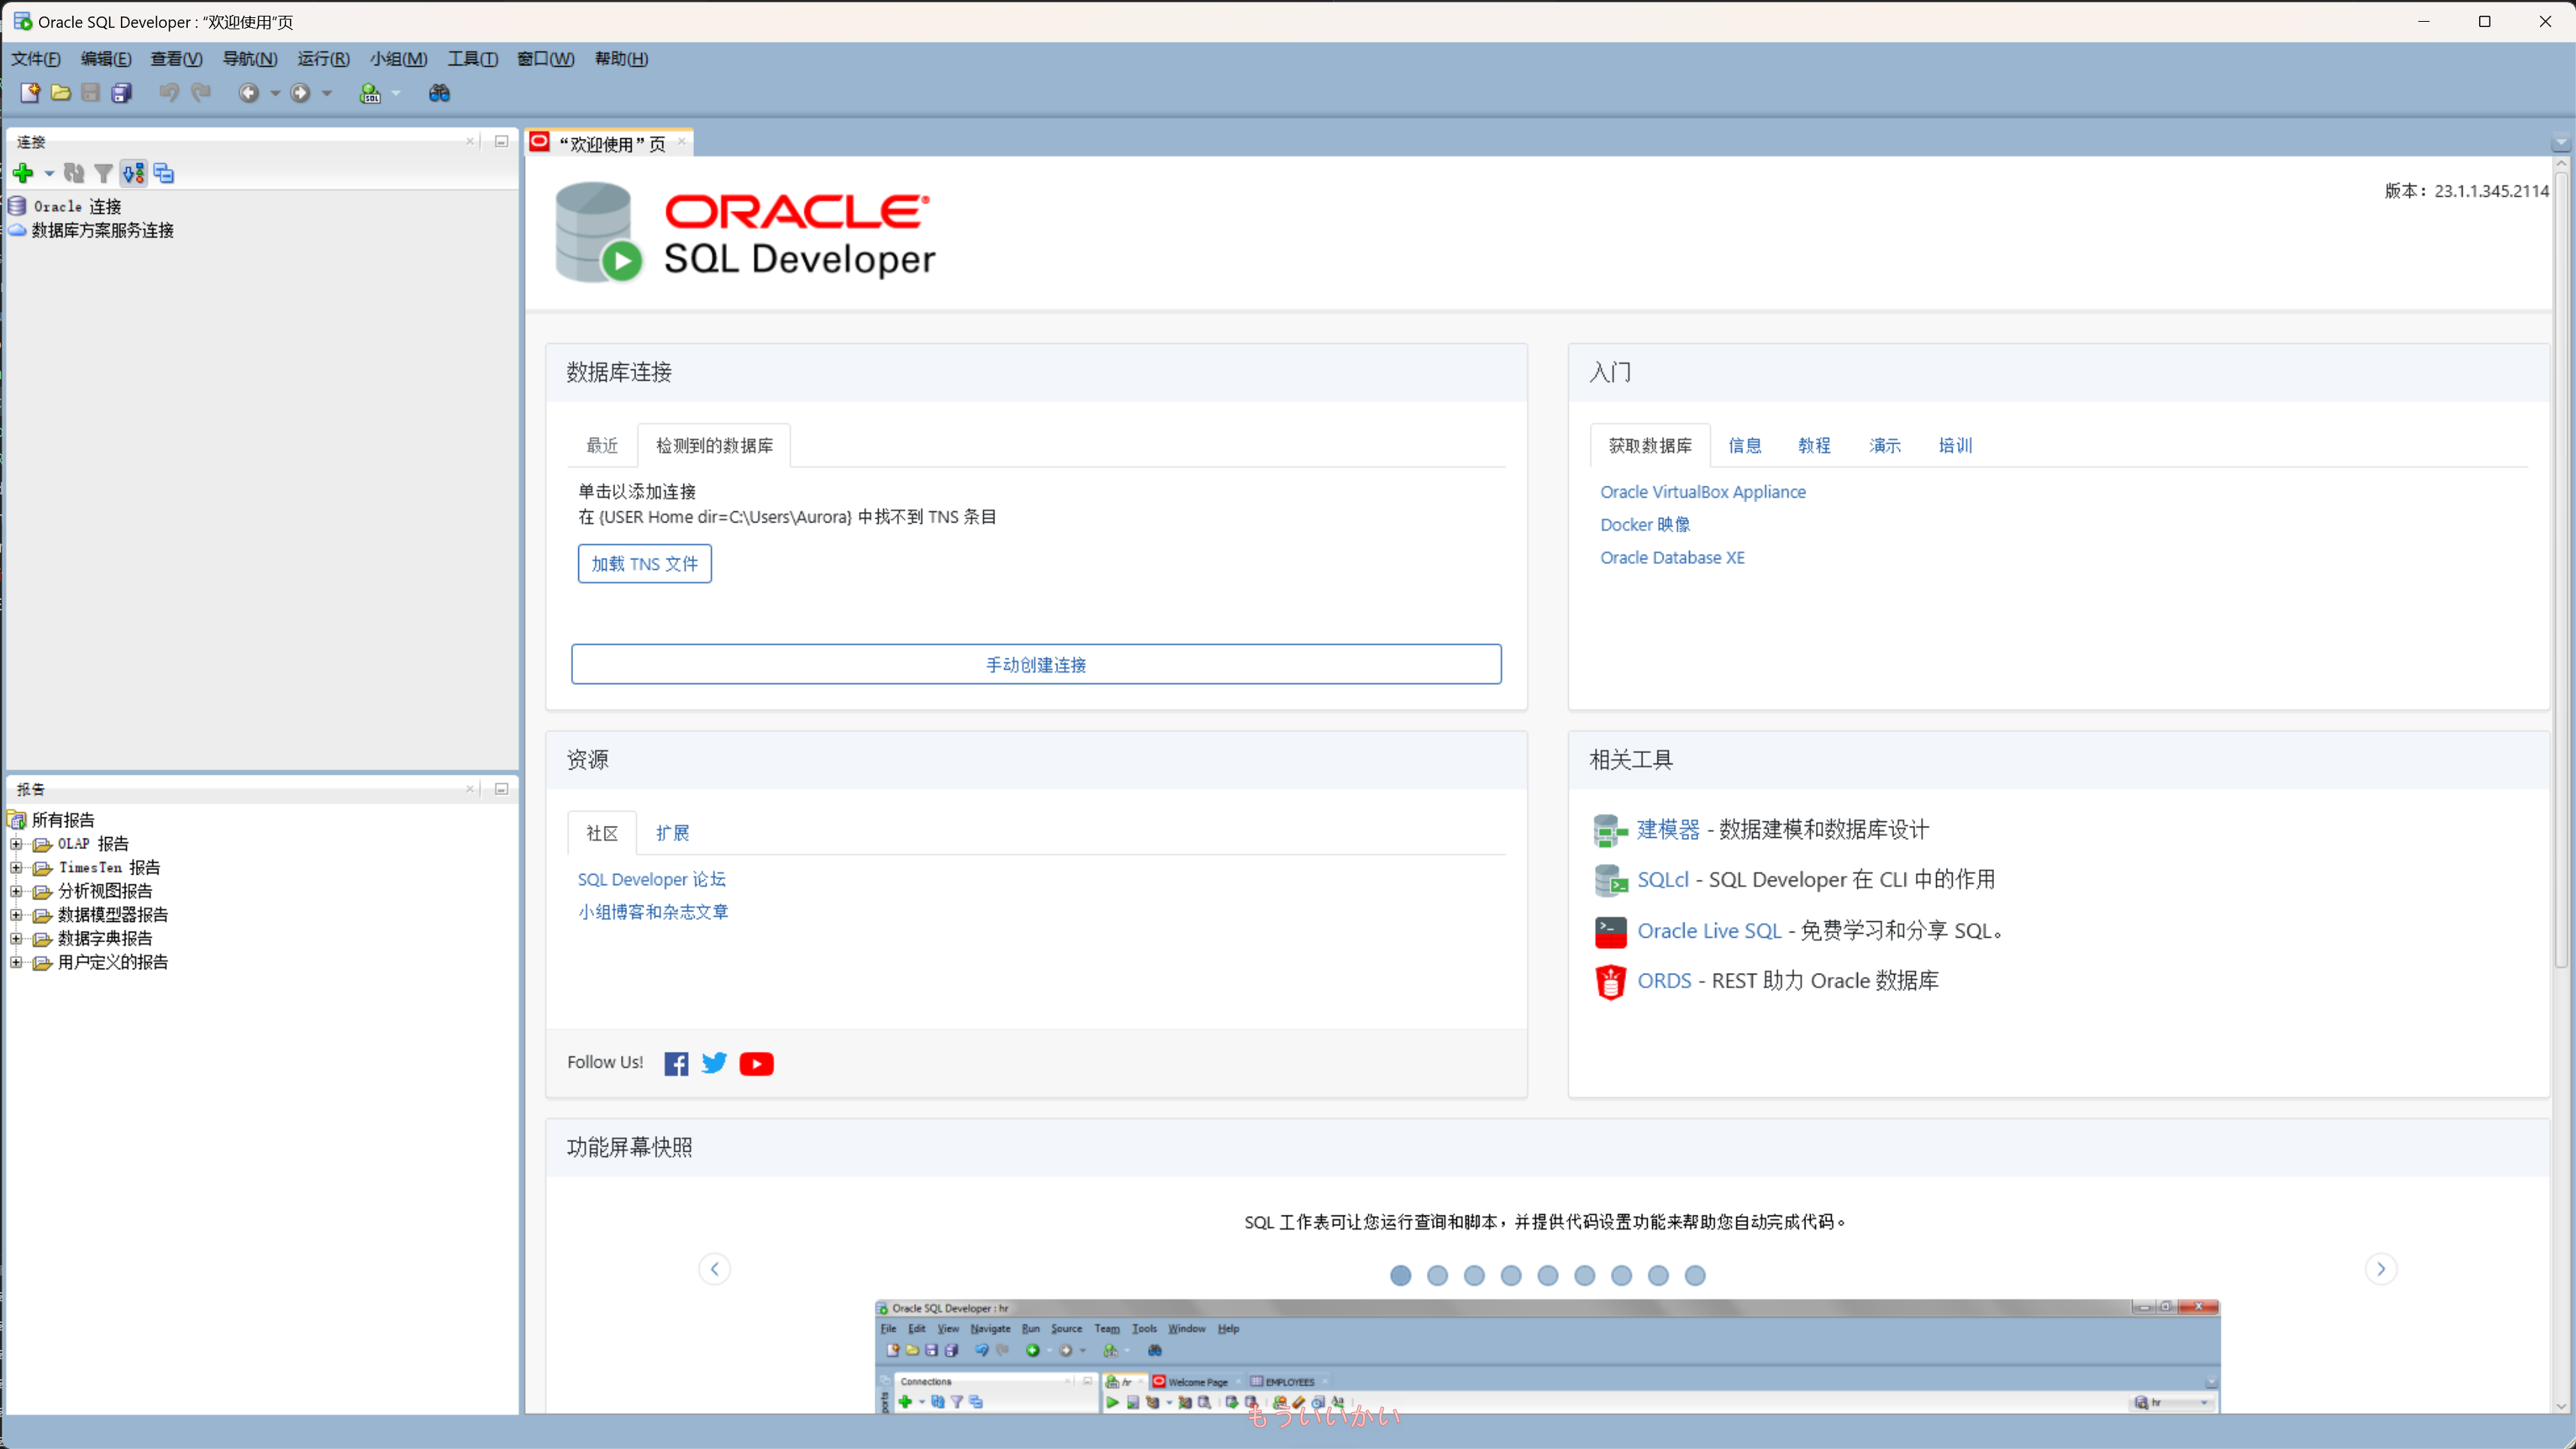 Oracle SQL Developer : “欢迎使用”页
文件(F) 编辑(E) 查看(V) 导航(N) 运行(R) 小组(M) 工具(T) 窗口(W) 帮助(H)
连接
Oracle 连接
数据库方案服务连接
报告
所有报告
OLAP 报告
TimesTen 报告
分析视图报告
数据模型器报告
数据字典报告
用户定义的报告
“欢迎使用”页
ORACLE
SQL Developer
版本：23.1.1.345.2114
数据库连接
最近 检测到的数据库
单击以添加连接
在 {USER Home dir=C:\Users\Aurora} 中找不到 TNS 条目
加载 TNS 文件
手动创建连接
入门
获取数据库 信息 教程 演示 培训
Oracle VirtualBox Appliance
Docker 映像
Oracle Database XE
资源
社区 扩展
SQL Developer 论坛
小组博客和杂志文章
Follow Us!
相关工具
建模器 - 数据建模和数据库设计
SQLcl - SQL Developer 在 CLI 中的作用
Oracle Live SQL - 免费学习和分享 SQL。
ORDS - REST 助力 Oracle 数据库
功能屏幕快照
SQL 工作表可让您运行查询和脚本，并提供代码设置功能来帮助您自动完成代码。
Oracle SQL Developer : hr
File Edit View Navigate Run Source Team Tools Window Help
Connections
hr Welcome Page EMPLOYEES
hr
もういいかい